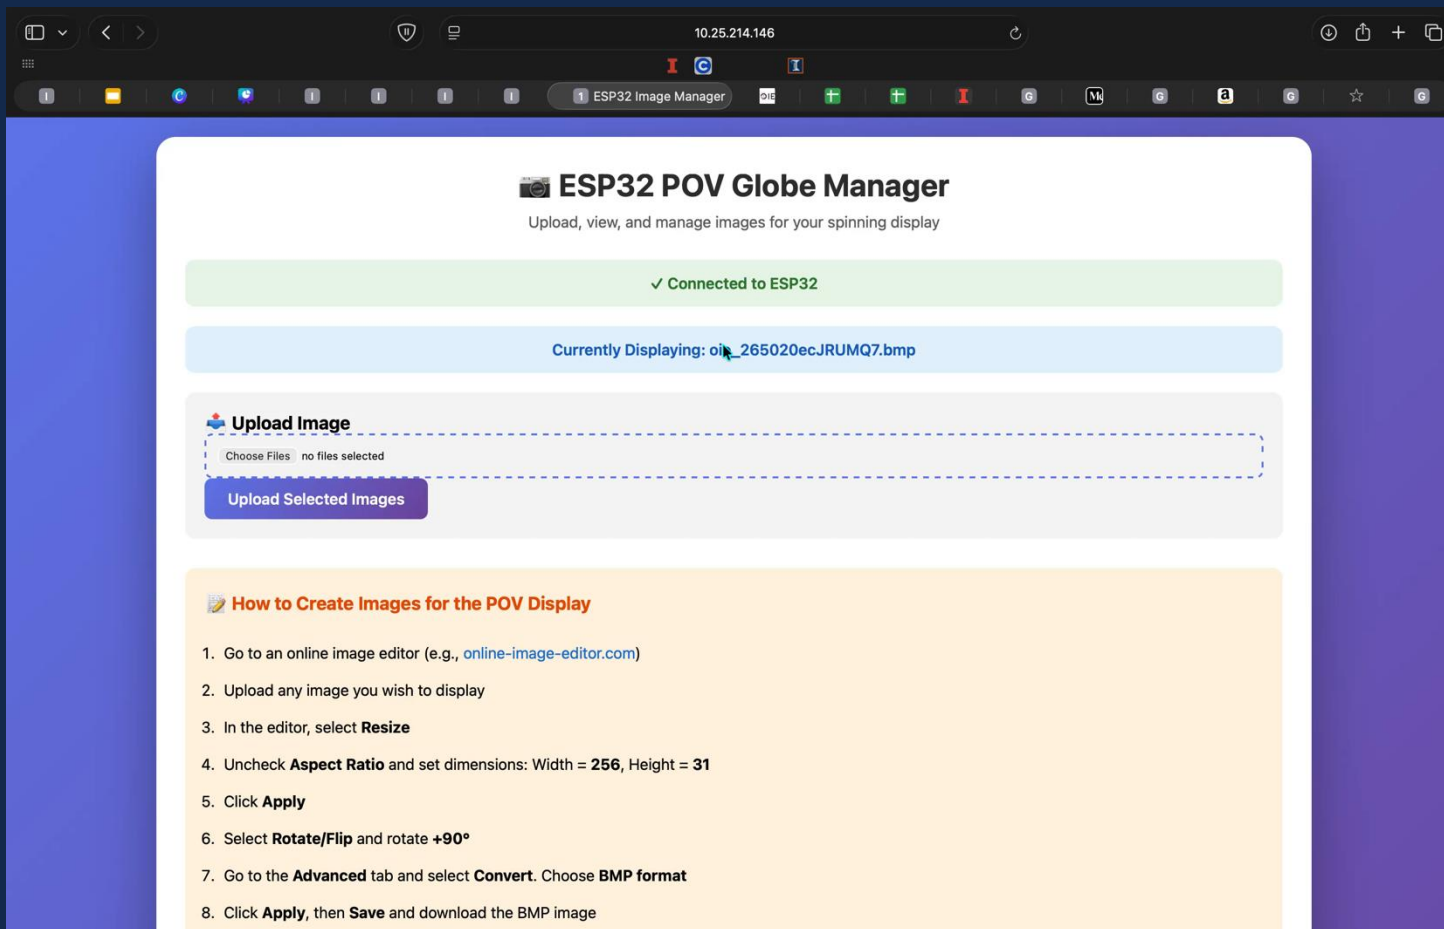 10.25.214.146
ESP32 Image Manager
ESP32 POV Globe Manager
Upload, view, and manage images for your spinning display
✓ Connected to ESP32
Currently Displaying: oie_265020ecJRUMQ7.bmp
Upload Image
Choose Files no files selected
Upload Selected Images
How to Create Images for the POV Display
1. Go to an online image editor (e.g., online-image-editor.com)
2. Upload any image you wish to display
3. In the editor, select Resize
4. Uncheck Aspect Ratio and set dimensions: Width = 256, Height = 31
5. Click Apply
6. Select Rotate/Flip and rotate +90°
7. Go to the Advanced tab and select Convert. Choose BMP format
8. Click Apply, then Save and download the BMP image